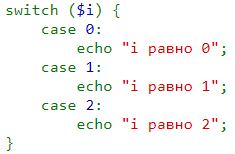 switch ($i) {
    case 0:
        echo "i равно 0";
    case 1:
        echo "i равно 1";
    case 2:
        echo "i равно 2";
}